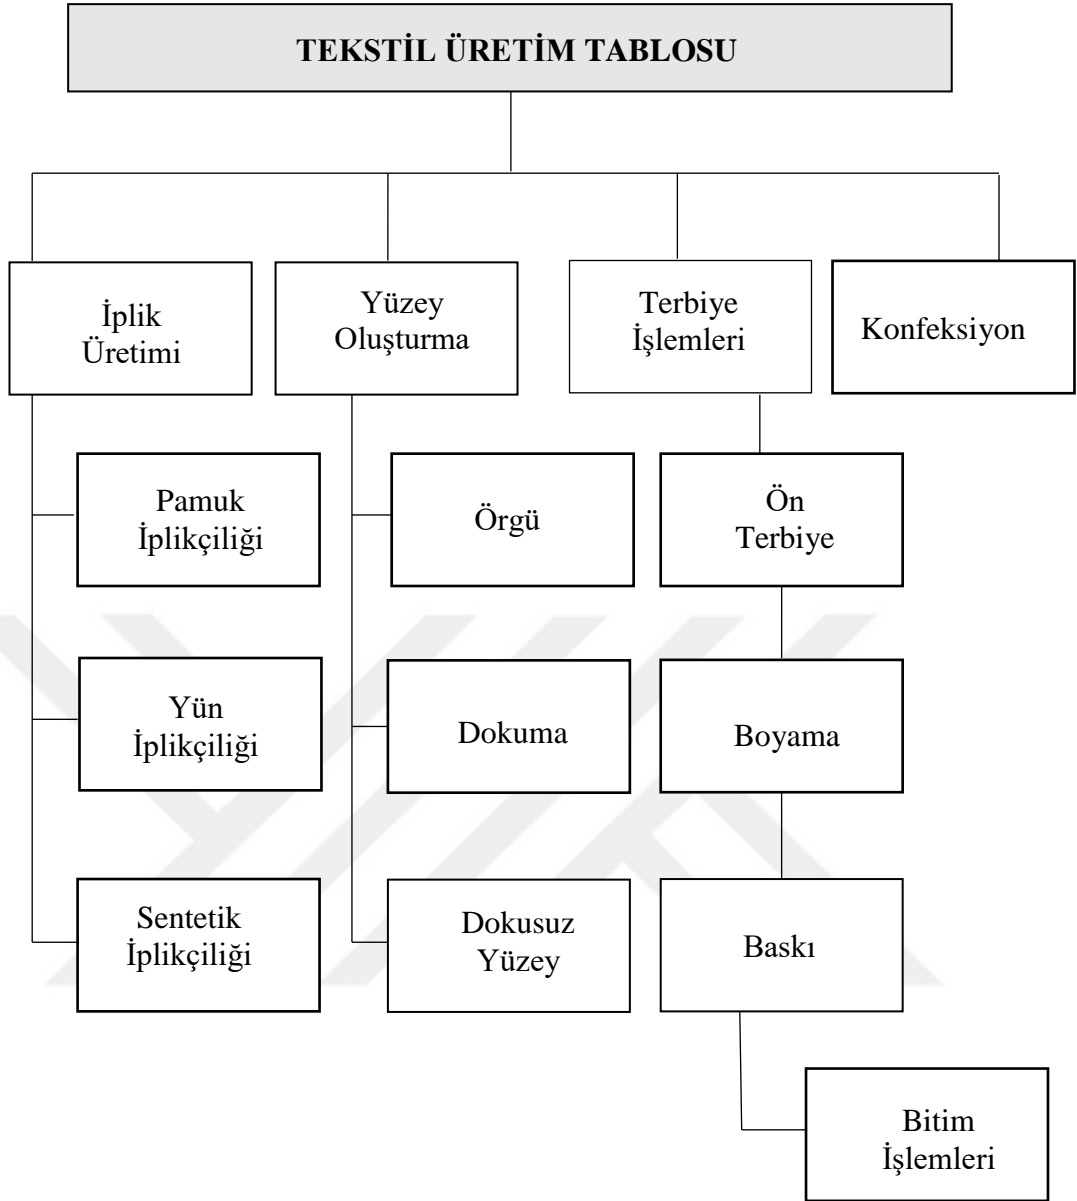 TEKSTİL ÜRETİM TABLOSU
İplik
Üretimi
Yüzey
Oluşturma
Terbiye
İşlemleri
Konfeksiyon
Pamuk
İplikçiliği
Örgü
Ön
Terbiye
Yün
İplikçiliği
Dokuma
Boyama
Sentetik
İplikçiliği
Dokusuz
Yüzey
Baskı
Bitim
İşlemleri